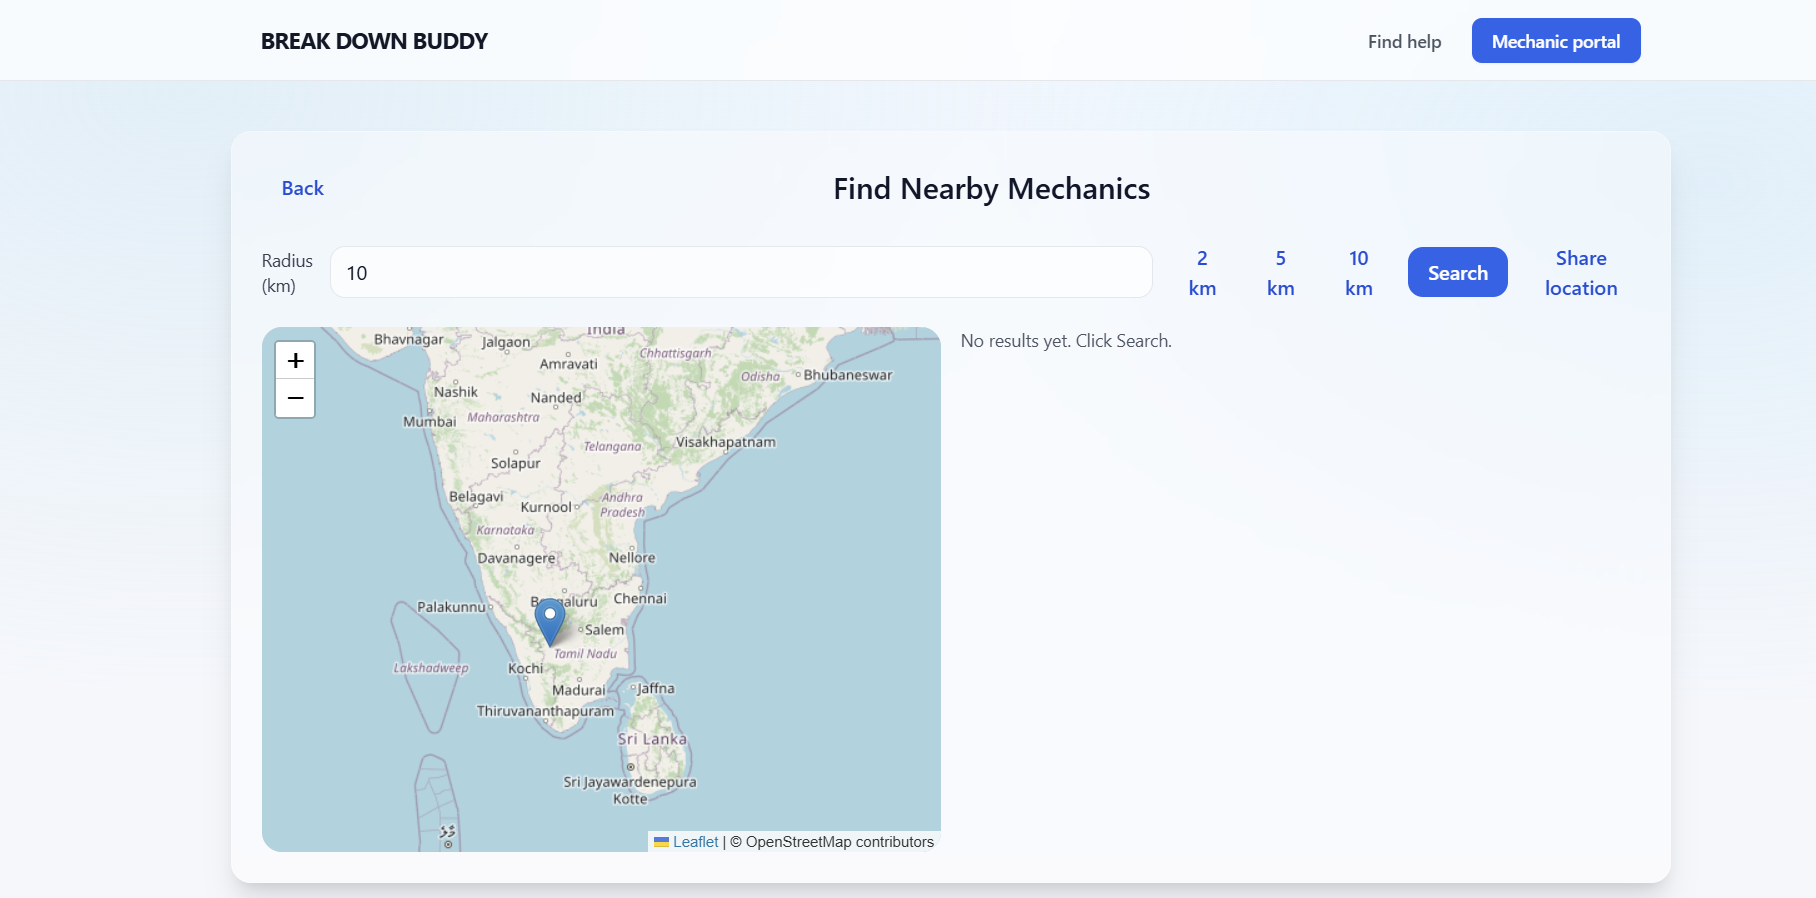 BREAK DOWN BUDDY
Find help
Mechanic portal
Back
Find Nearby Mechanics
Radius
(km)
10
2
km
5
km
10
km
Search
Share
location
+
−
No results yet. Click Search.
India
Bhavnagar
Jalgaon
Amravati
Chhattisgarh
Odisha
Bhubaneswar
Nashik
Nanded
Mumbai
Maharashtra
Telangana
Visakhapatnam
Solapur
Belagavi
Kurnool
Andhra
Pradesh
Karnataka
Davanagere
Nellore
Palakunnu
Bengaluru
Chennai
Salem
Tamil Nadu
Lakshadweep
Kochi
Madurai
Jaffna
Thiruvananthapuram
Sri Lanka
Sri Jayawardenepura
Kotte
Leaflet | © OpenStreetMap contributors